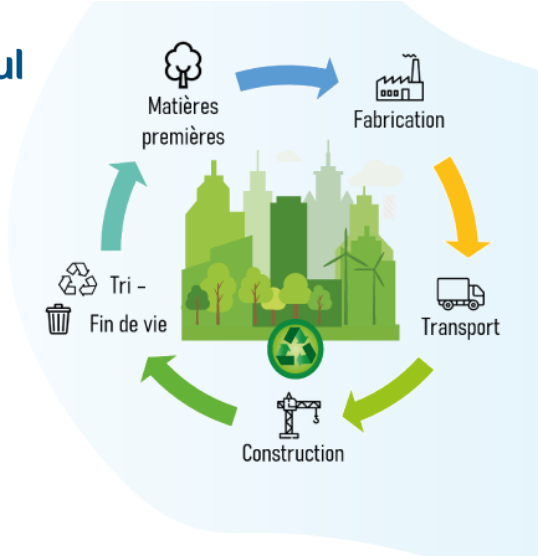 ul
Matières
premières
Fabrication
Transport
Construction
Tri -
Fin de vie